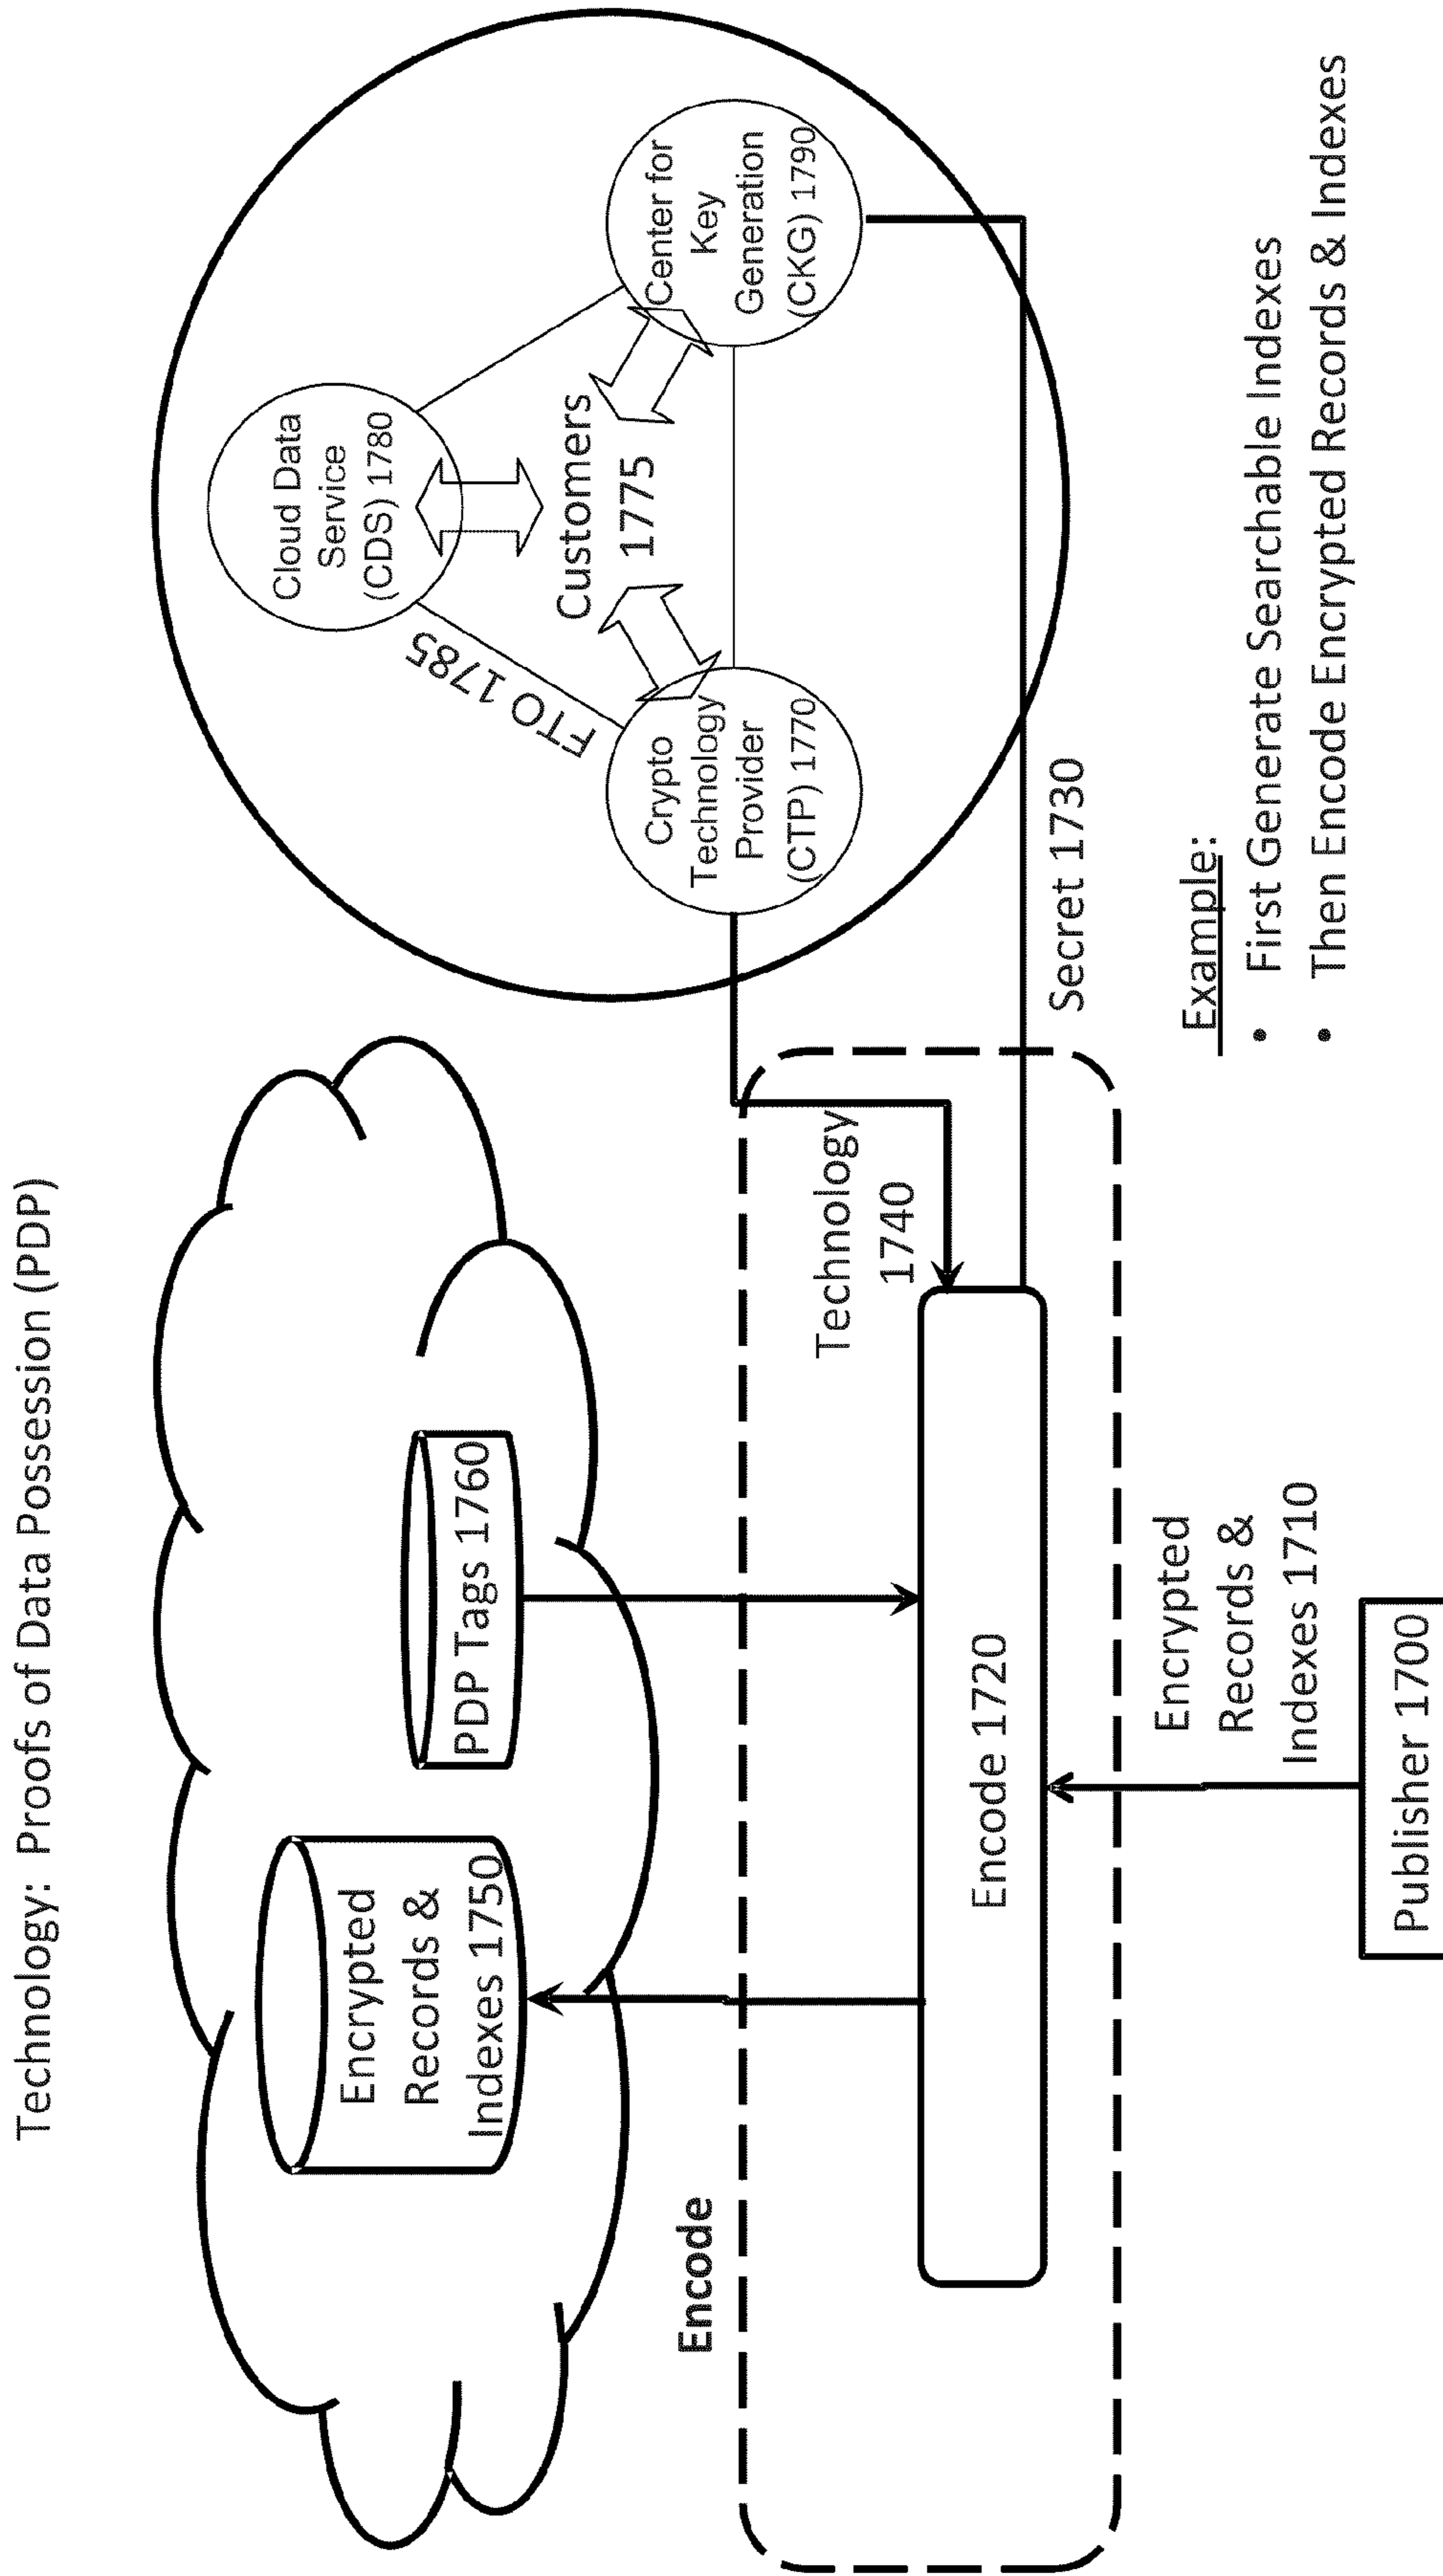 Technology: Proofs of Data Possession (PDP)
Encrypted
Records &
Indexes 1750
PDP Tags 1760
Cloud Data
Service
(CDS) 1780
FTO 1785
Customers
1775
Crypto
Technology
Provider
(CTP) 1770
Center for
Key
Generation
(CKG) 1790
Encode
Technology
1740
Encode 1720
Secret 1730
Encrypted
Records &
Indexes 1710
Publisher 1700
Example:
• First Generate Searchable Indexes
• Then Encode Encrypted Records & Indexes